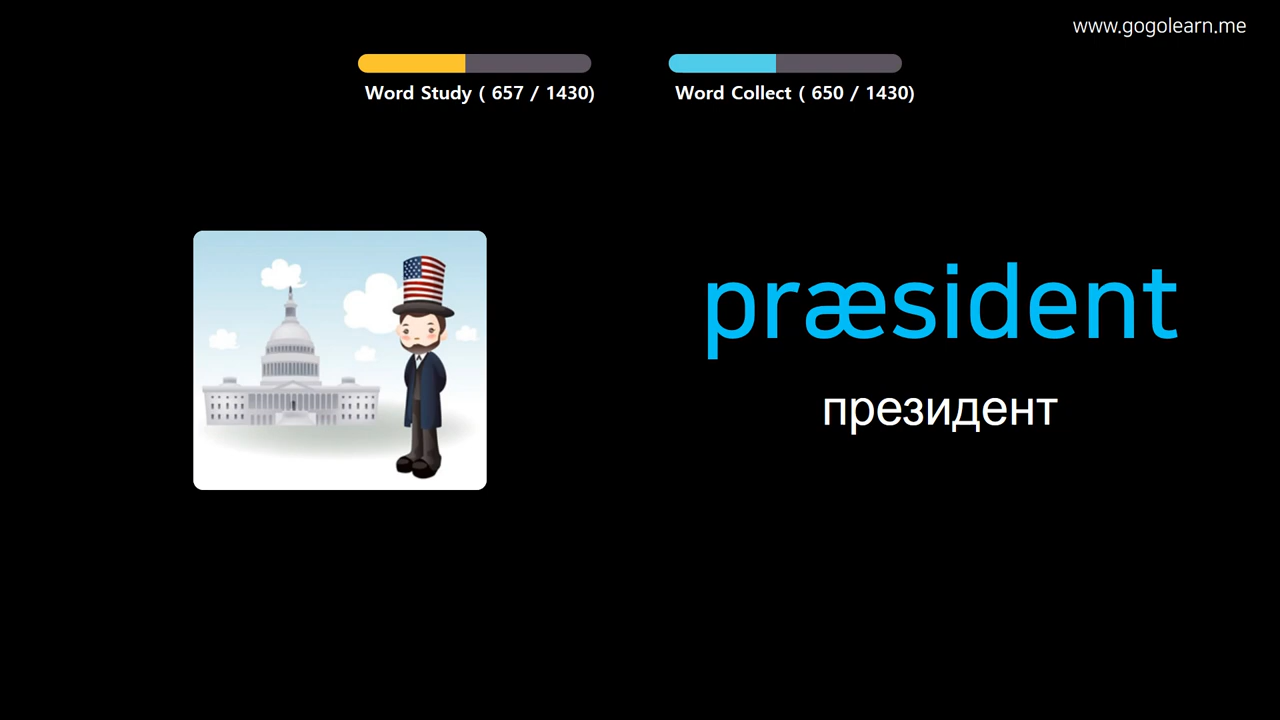 www.gogolearn.me
Word Study ( 657 / 1430)
Word Collect ( 650 / 1430)
præsident
президент